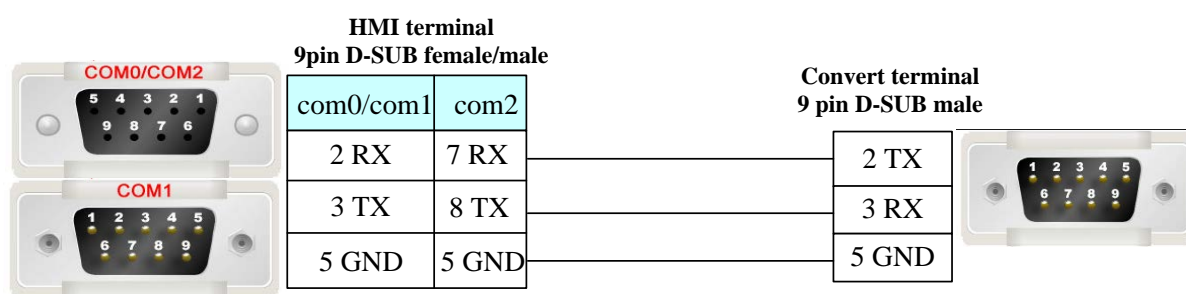 HMI terminal
9pin D-SUB female/male
COM0/COM2
5 4 3 2 1
9 8 7 6
COM1
1 2 3 4 5
6 7 8 9
com0/com1 com2
2 RX 7 RX
3 TX 8 TX
5 GND 5 GND
Convert terminal
9 pin D-SUB male
2 TX
3 RX
5 GND
1 2 3 4 5
6 7 8 9